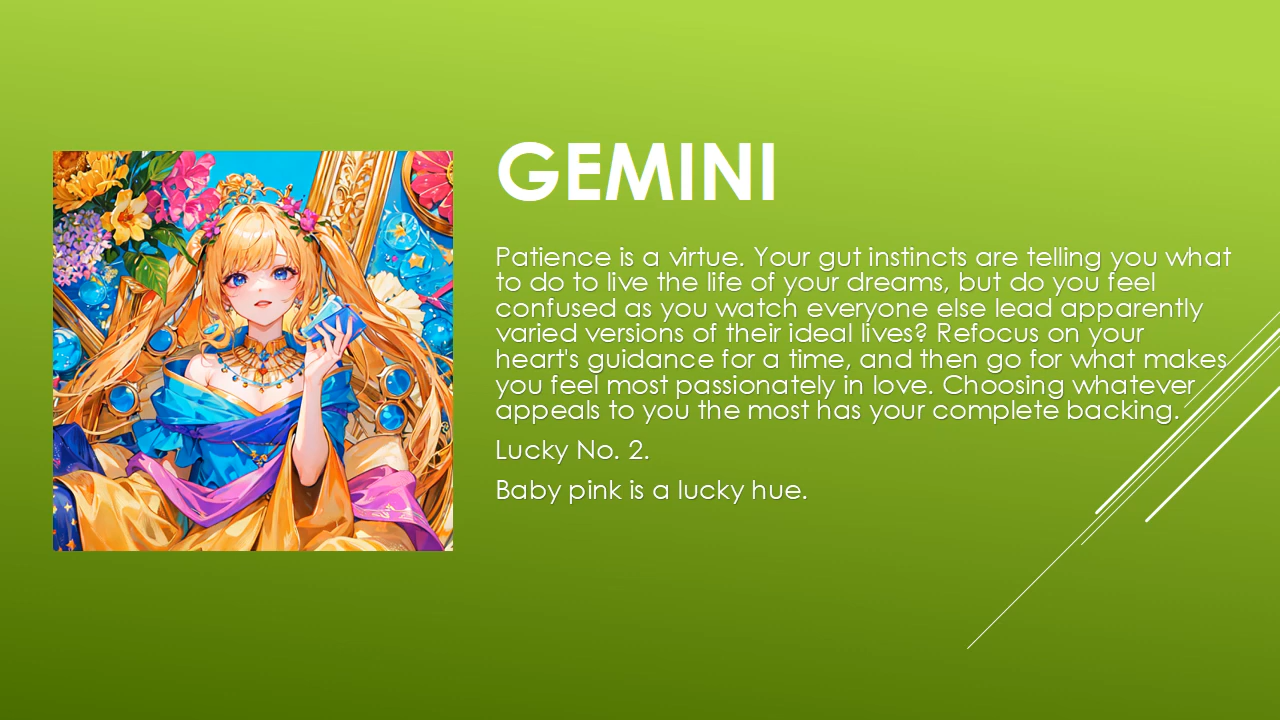 GEMINI
Patience is a virtue. Your gut instincts are telling you what
to do to live the life of your dreams, but do you feel
confused as you watch everyone else lead apparently
varied versions of their ideal lives? Refocus on your
heart's guidance for a time, and then go for what makes
you feel most passionately in love. Choosing whatever
appeals to you the most has your complete backing.
Lucky No. 2.
Baby pink is a lucky hue.